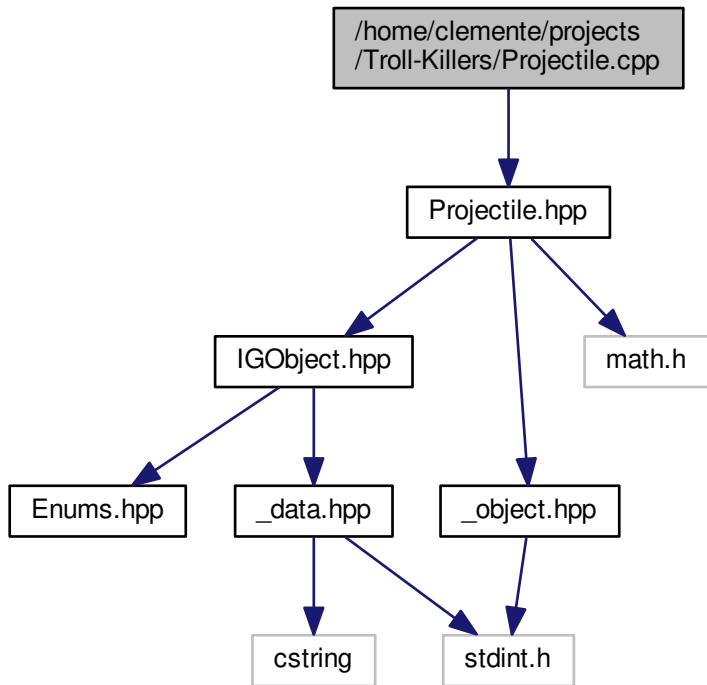 /home/clemente/projects
/Troll-Killers/Projectile.cpp
Projectile.hpp
IGObject.hpp
math.h
Enums.hpp
_data.hpp
_object.hpp
cstring
stdint.h